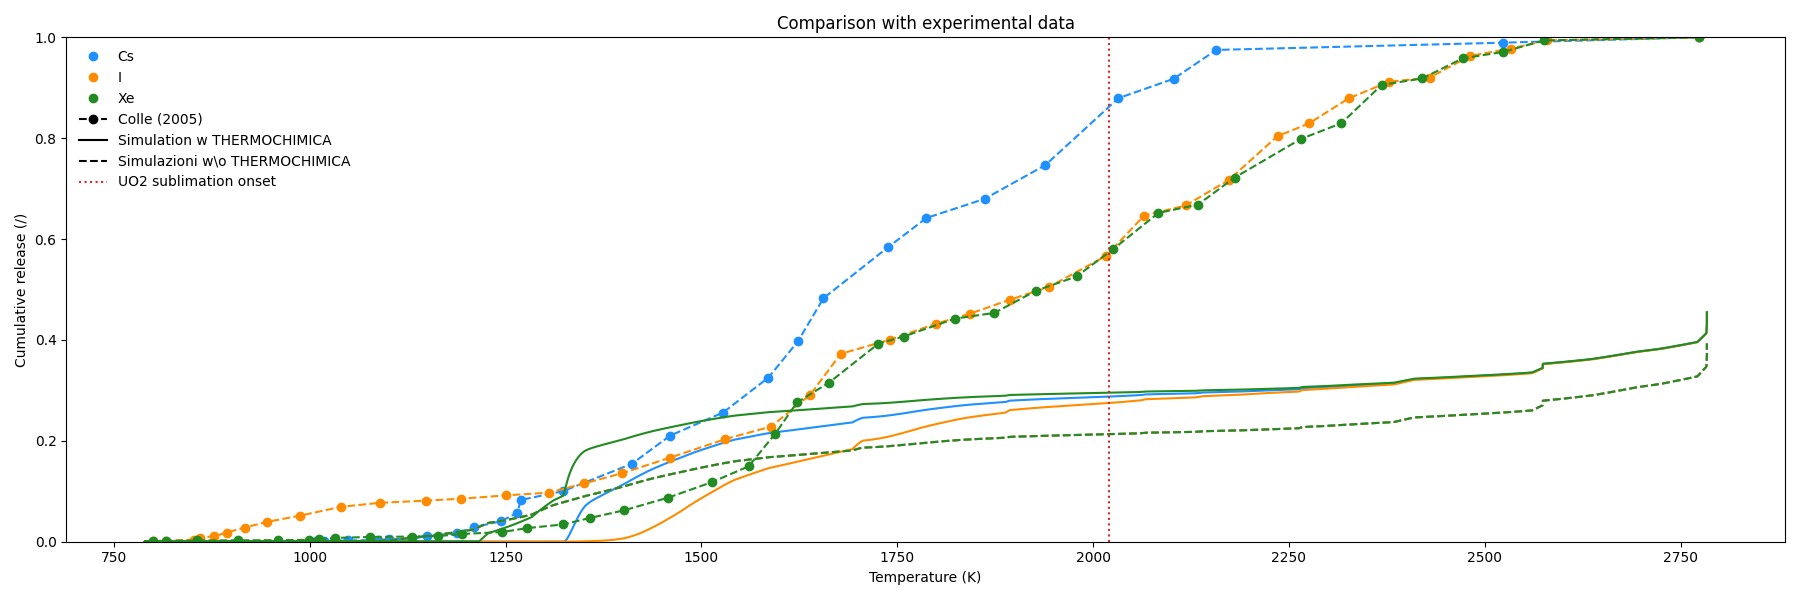 Comparison with experimental data
Cumulative release (/)
1.0
0.8
0.6
0.4
0.2
0.0
Cs
I
Xe
Colle (2005)
Simulation w THERMOCHIMICA
Simulazioni w\o THERMOCHIMICA
UO2 sublimation onset
750 1000 1250 1500 1750 2000 2250 2500 2750
Temperature (K)